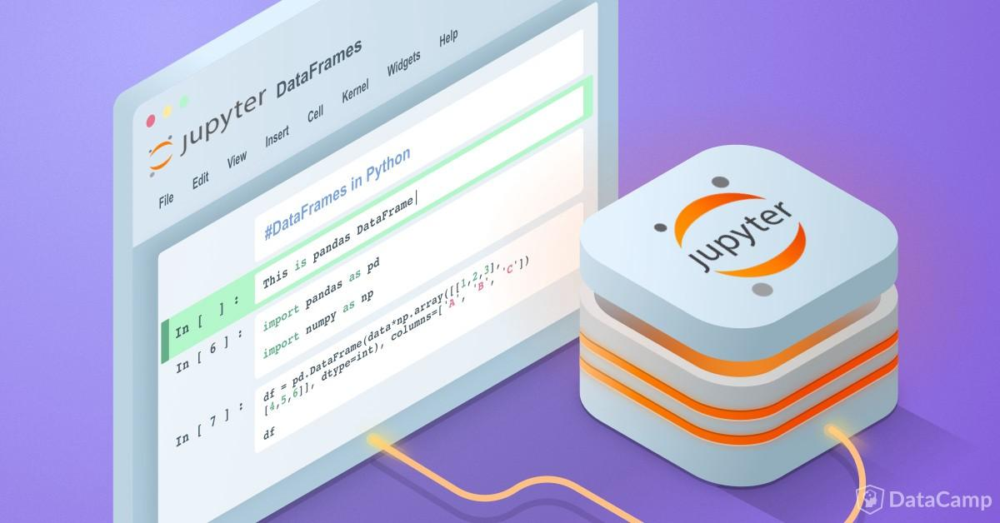 jupyter DataFrames
File Edit View Insert Cell Kernel Widgets Help
#DataFrames in Python
In [ ] : This is pandas DataFrame|
In [ 6 ] : import pandas as pd
import numpy as np
In [ 7 ] : df = pd.DataFrame(data*np.array([[1,2,3],
[4,5,6]], dtype=int), columns=['A', 'B', 'C'])
df
jupyter
DataCamp